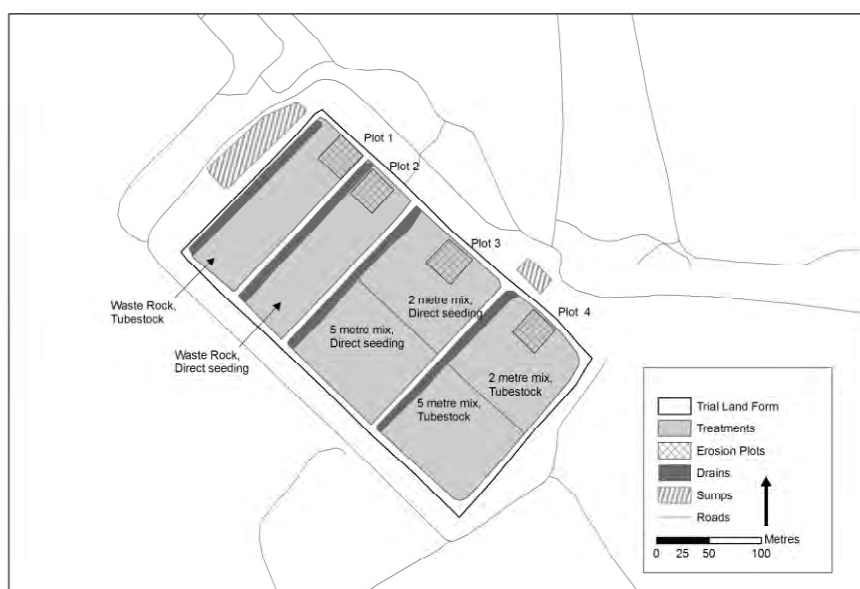 Plot 1
Plot 2
Plot 3
Plot 4
Waste Rock,
Tubestock
Waste Rock,
Direct seeding
2 metre mix,
Direct seeding
5 metre mix,
Direct seeding
2 metre mix,
Tubestock
5 metre mix,
Tubestock
Trial Land Form
Treatments
Erosion Plots
Drains
Sumps
Roads
Metres
0 25 50 100